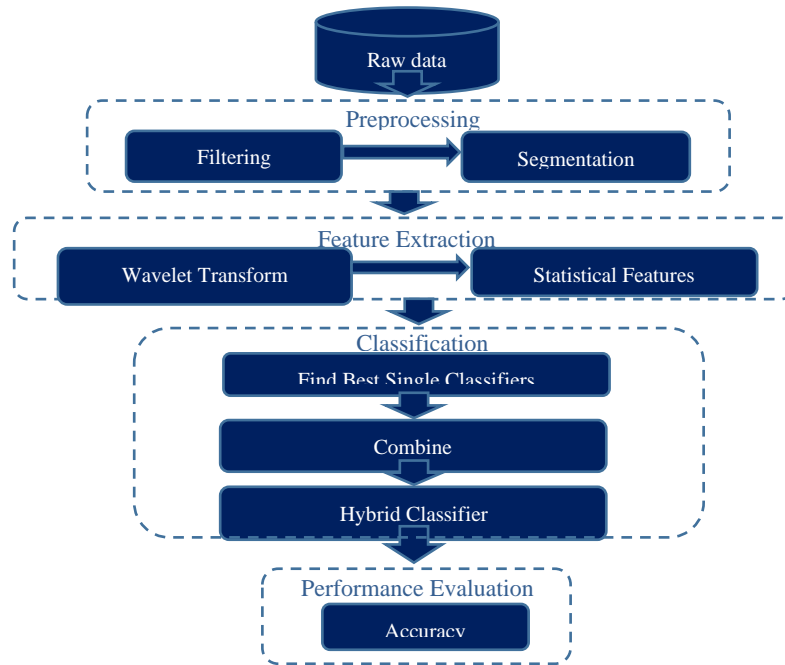 Raw data
Preprocessing
Filtering
Segmentation
Feature Extraction
Wavelet Transform
Statistical Features
Classification
Find Best Single Classifiers
Combine
Hybrid Classifier
Performance Evaluation
Accuracy